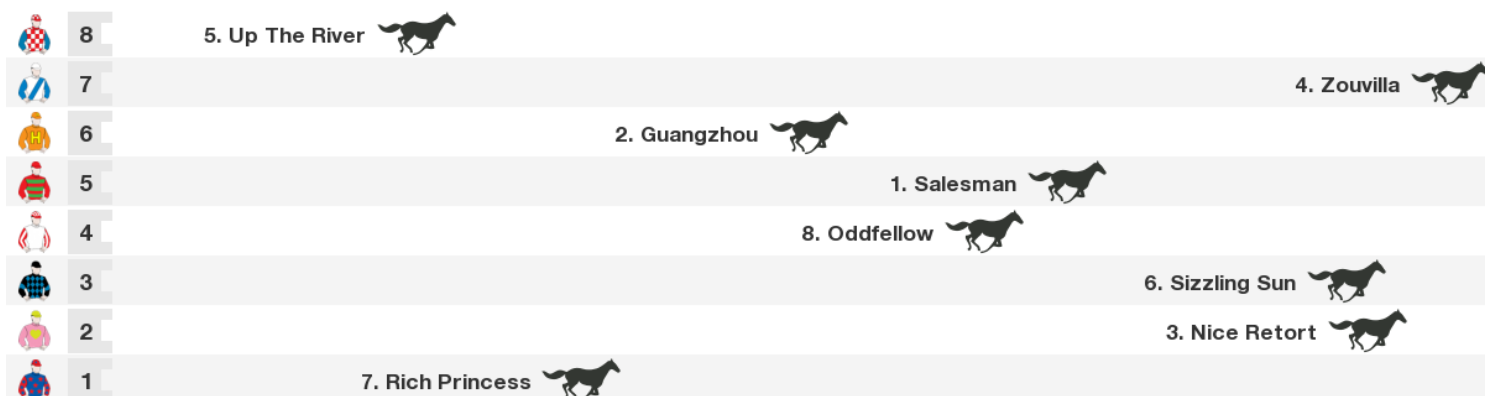 8 5. Up The River
7 4. Zouvilla
H 6 2. Guangzhou
5 1. Salesman
4 8. Oddfellow
3 6. Sizzling Sun
2 3. Nice Retort
1 7. Rich Princess